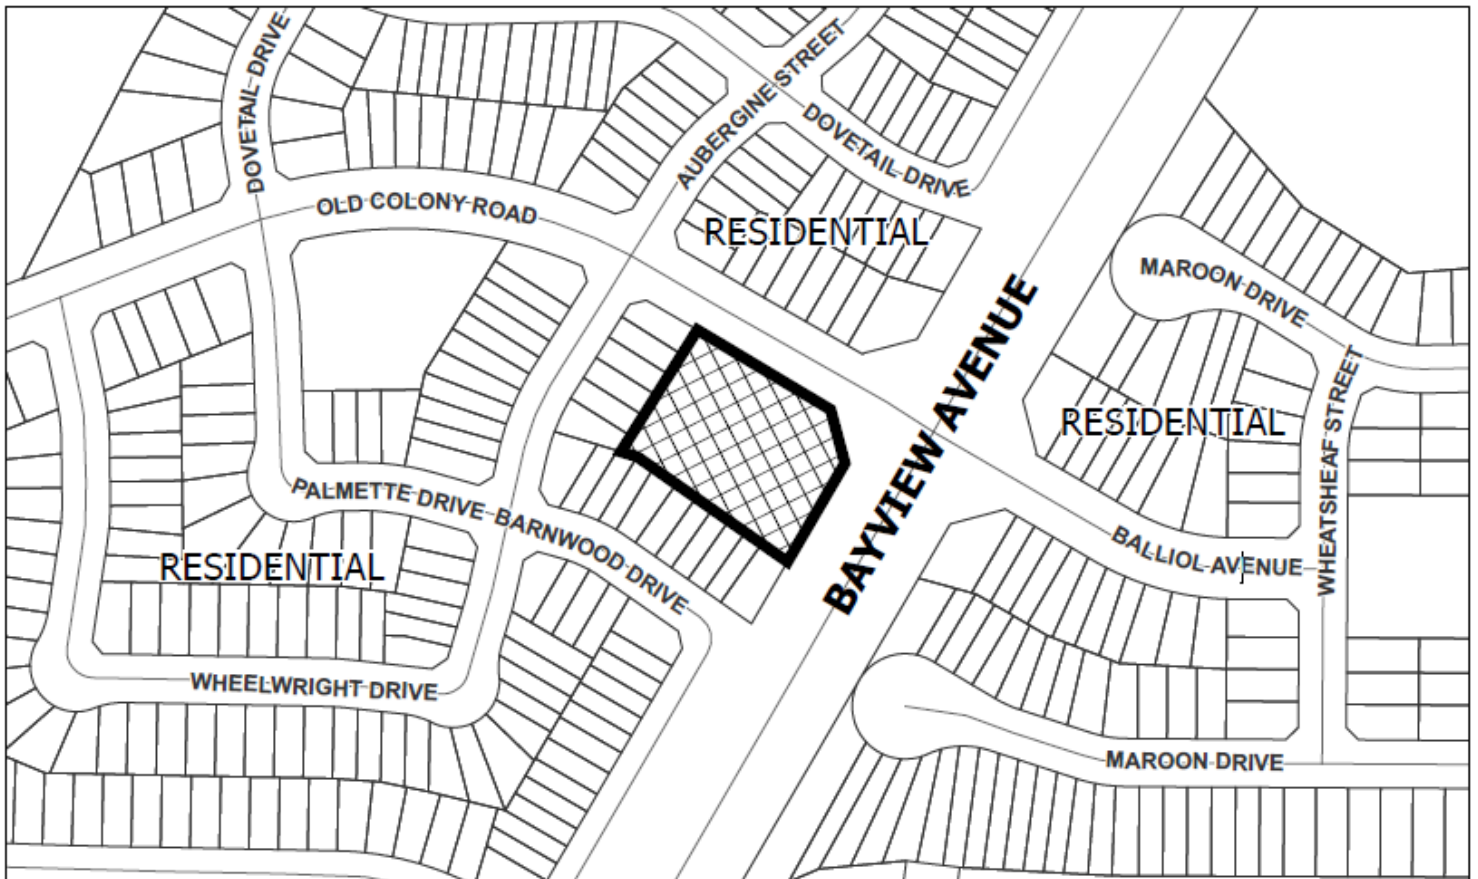 DOVETAIL DRIVE
AUBERGINE STREET
DOVETAIL DRIVE
OLD COLONY ROAD
RESIDENTIAL
MAROON DRIVE
BAYVIEW AVENUE
RESIDENTIAL
WHEATSHEAF STREET
PALMETTE DRIVE
BARNWOOD DRIVE
BALLIOL AVENUE
RESIDENTIAL
WHEELWRIGHT DRIVE
MAROON DRIVE